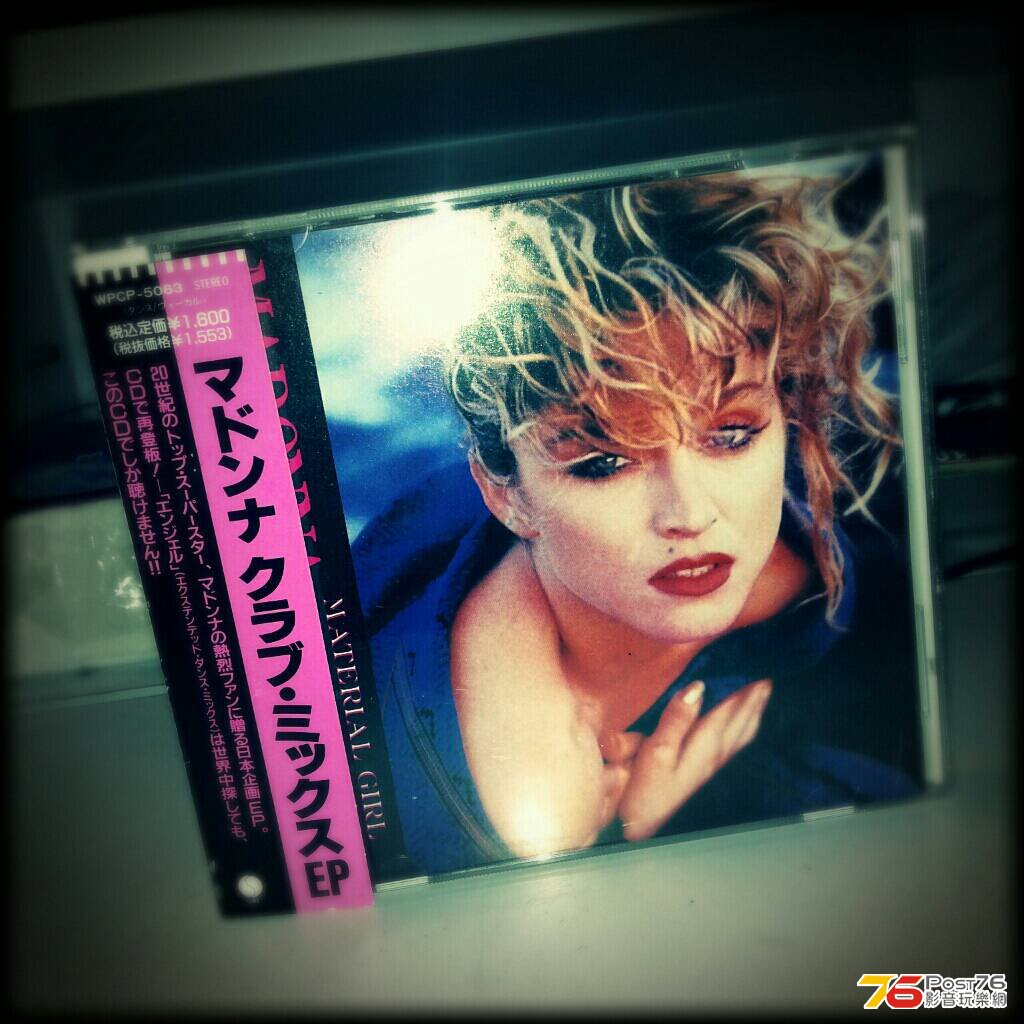 WPCP-5063 STEREO
税込定価¥1,600
(税抜価格¥1,553)
マドンナ クラブ・ミックスEP
20世紀のトップ・スーパースター、マドンナの熱烈ファンに贈る日本企画EP。
CDで再登板!―「エンジェル」(エクステンデット・ダンス・ミックス)は世界中探しても、
このCDでしか聴けません!!
MADONNA
MATERIAL GIRL
76 POST76
影音玩樂網